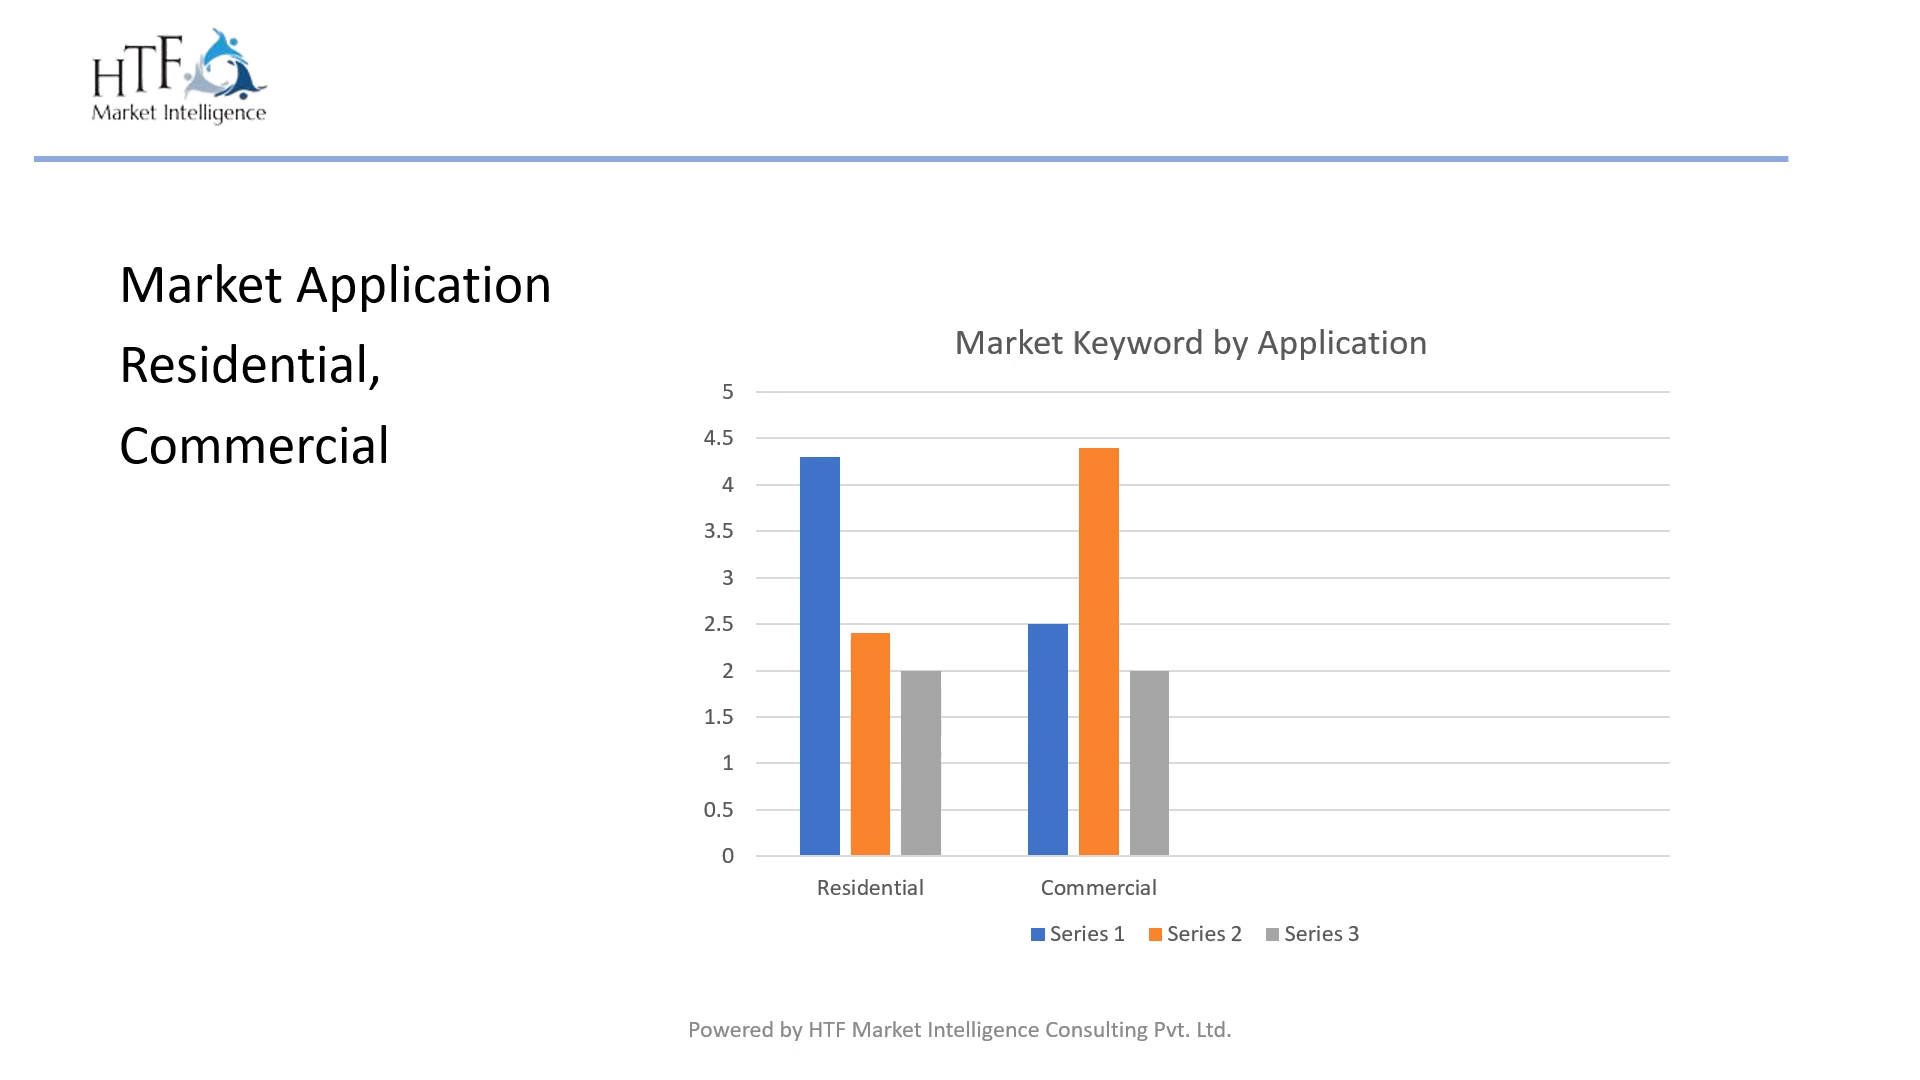 HTF
Market Intelligence
Market Application
Residential,
Commercial
Market Keyword by Application
5
4.5
4
3.5
3
2.5
2
1.5
1
0.5
0
Residential Commercial
Series 1 Series 2 Series 3
Powered by HTF Market Intelligence Consulting Pvt. Ltd.